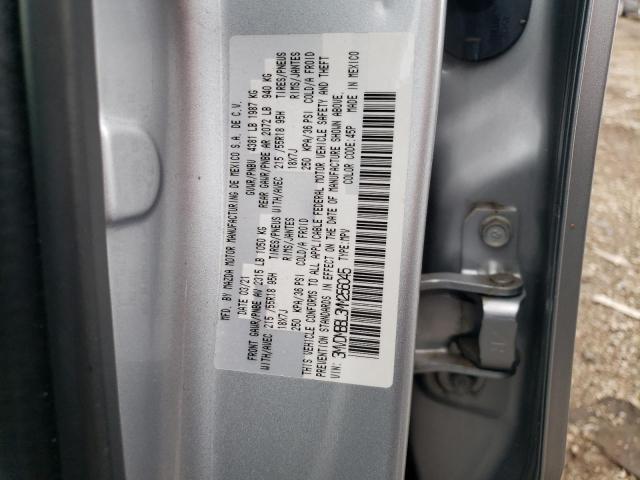 MFD. BY MAZDA MOTOR MANUFACTURING DE MEXICO S.A. DE C.V.
DATE 03/21 GVWR/PNBV 4381 LB 1987 KG
FRONT GAWR/PNBE AV 2315 LB 1050 KG REAR GAWR/PNBE AR 2072 LB 940 KG
WITH/AVEC 215 /55R18 95H TIRES/PNEUS WITH/AVEC 215 /55R18 95H TIRES/PNEUS
18X7J RIMS/JANTES 18X7J RIMS/JANTES
250 KPA/36 PSI COLD/A FROID 250 KPA/36 PSI COLD/A FROID
THIS VEHICLE CONFORMS TO ALL APPLICABLE FEDERAL MOTOR VEHICLE SAFETY AND THEFT
PREVENTION STANDARDS IN EFFECT ON THE DATE OF MANUFACTURE SHOWN ABOVE.
VIN: 3MVDMBBL3MM256045 TYPE: MPV COLOR CODE: 45P MADE IN MEXICO